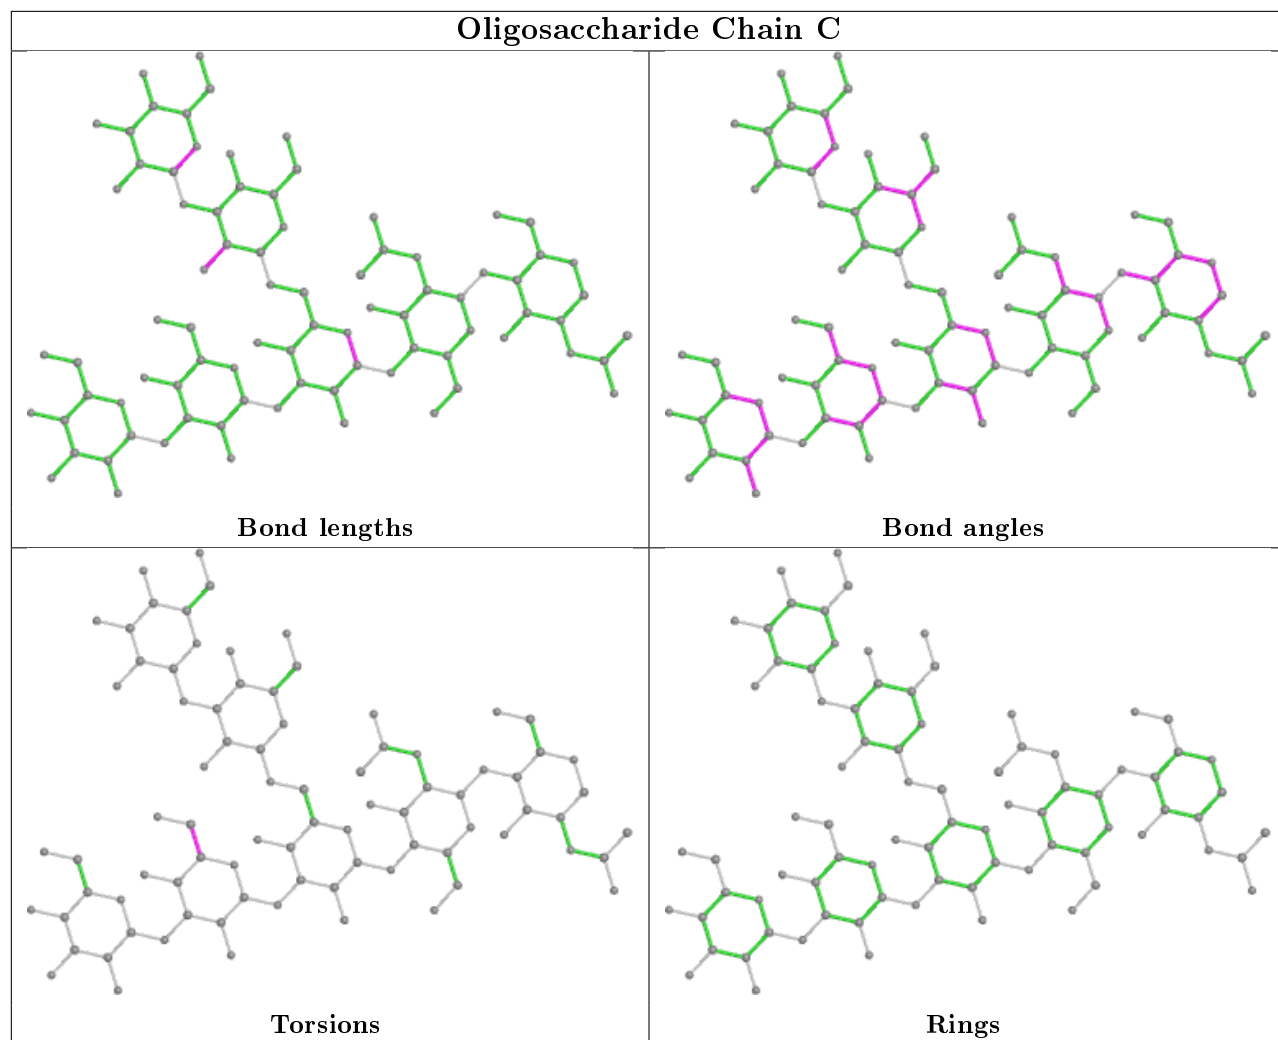 Oligosaccharide Chain C
Bond lengths
Bond angles
Torsions
Rings